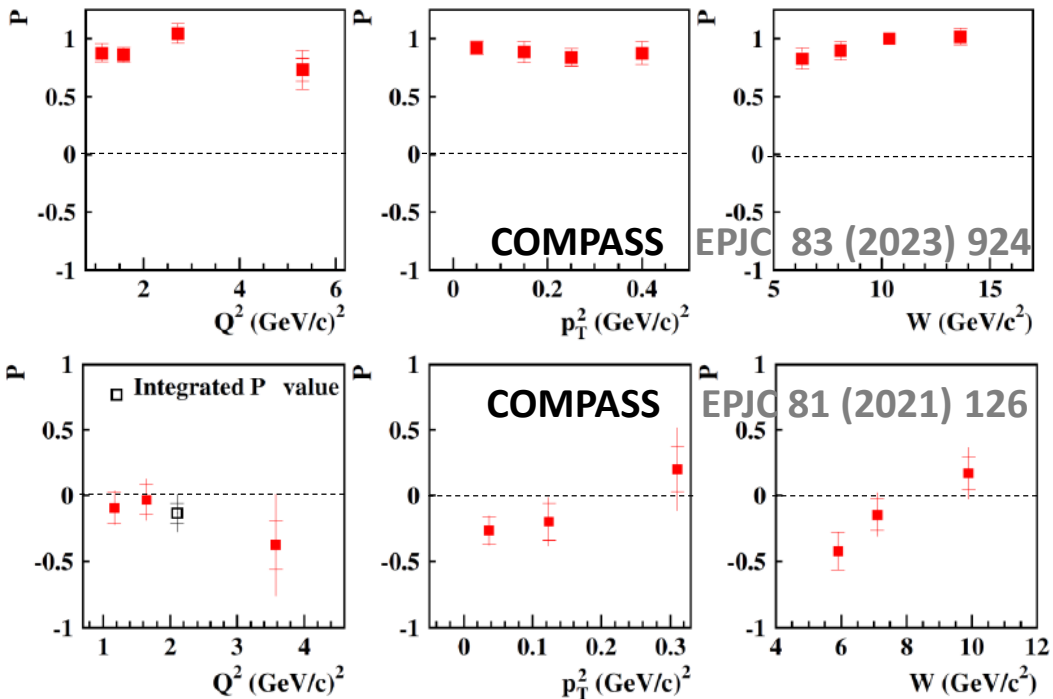 P
1
0.5
0
-0.5
-1
2 4 6
Q² (GeV/c)²
P
1
0.5
0
-0.5
-1
0 0.2 0.4
p_T² (GeV/c)²
P
1
0.5
0
-0.5
-1
5 10 15
W (GeV/c²)
COMPASS EPJC 83 (2023) 924
P
1
0.5
0
-0.5
-1
Integrated P value
1 2 3 4
Q² (GeV/c)²
P
1
0.5
0
-0.5
-1
0 0.1 0.2 0.3
p_T² (GeV/c)²
P
1
0.5
0
-0.5
-1
4 6 8 10 12
W (GeV/c²)
COMPASS EPJC 81 (2021) 126